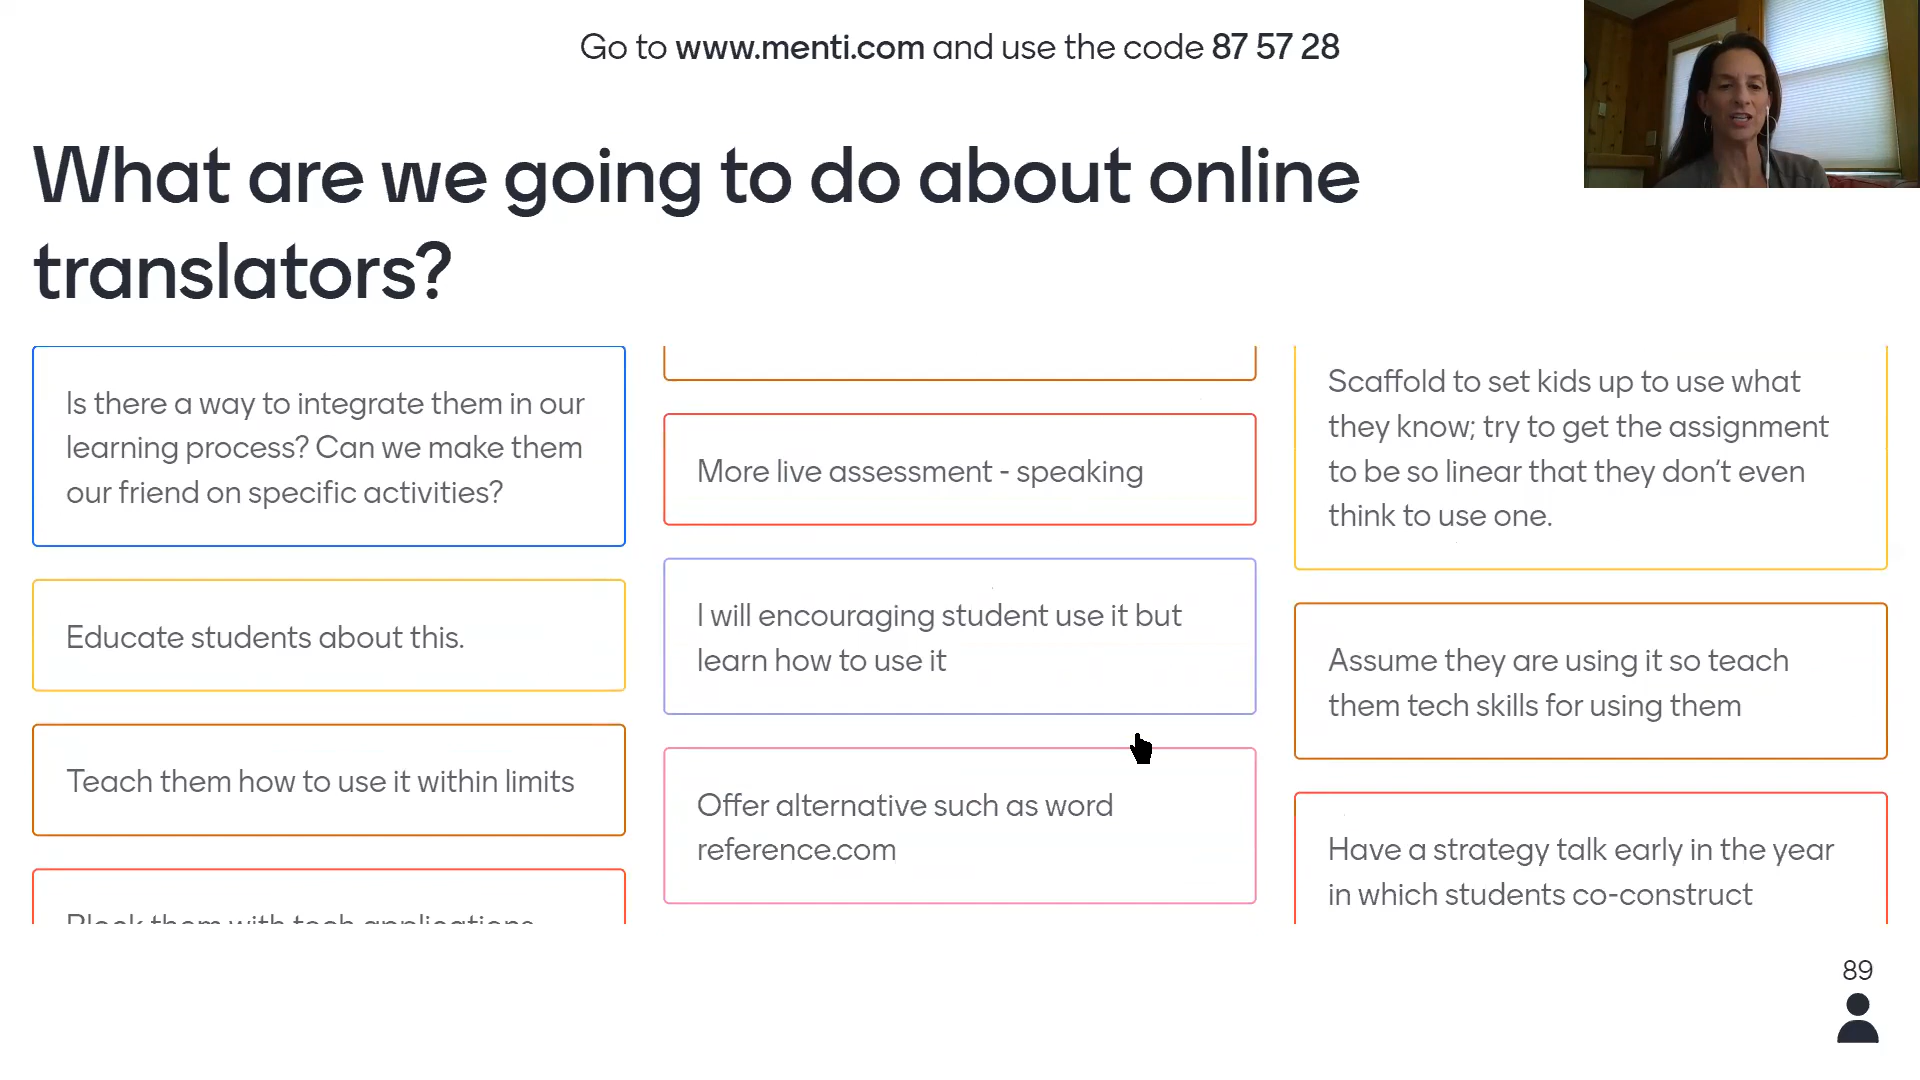 Go to www.menti.com and use the code 87 57 28
What are we going to do about online
translators?
Is there a way to integrate them in our
learning process? Can we make them
our friend on specific activities?
Educate students about this.
Teach them how to use it within limits
Block them with tech applications
More live assessment - speaking
I will encouraging student use it but
learn how to use it
Offer alternative such as word
reference.com
Scaffold to set kids up to use what
they know; try to get the assignment
to be so linear that they don't even
think to use one.
Assume they are using it so teach
them tech skills for using them
Have a strategy talk early in the year
in which students co-construct
89